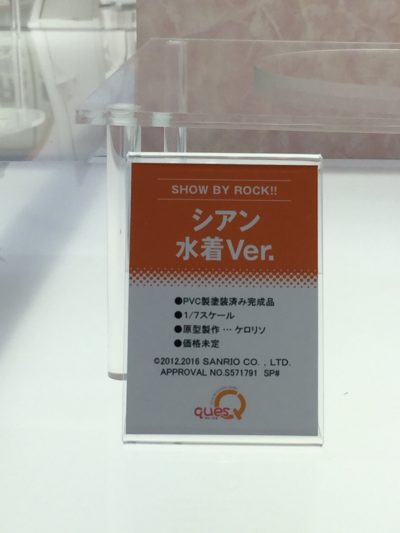 SHOW BY ROCK!!
シアン
水着Ver.
●PVC製塗装済み完成品
●1/7スケール
●原型製作 … ケロリソ
●価格未定
©2012,2016 SANRIO CO. , LTD.
APPROVAL NO.S571791 SP#
quesQ